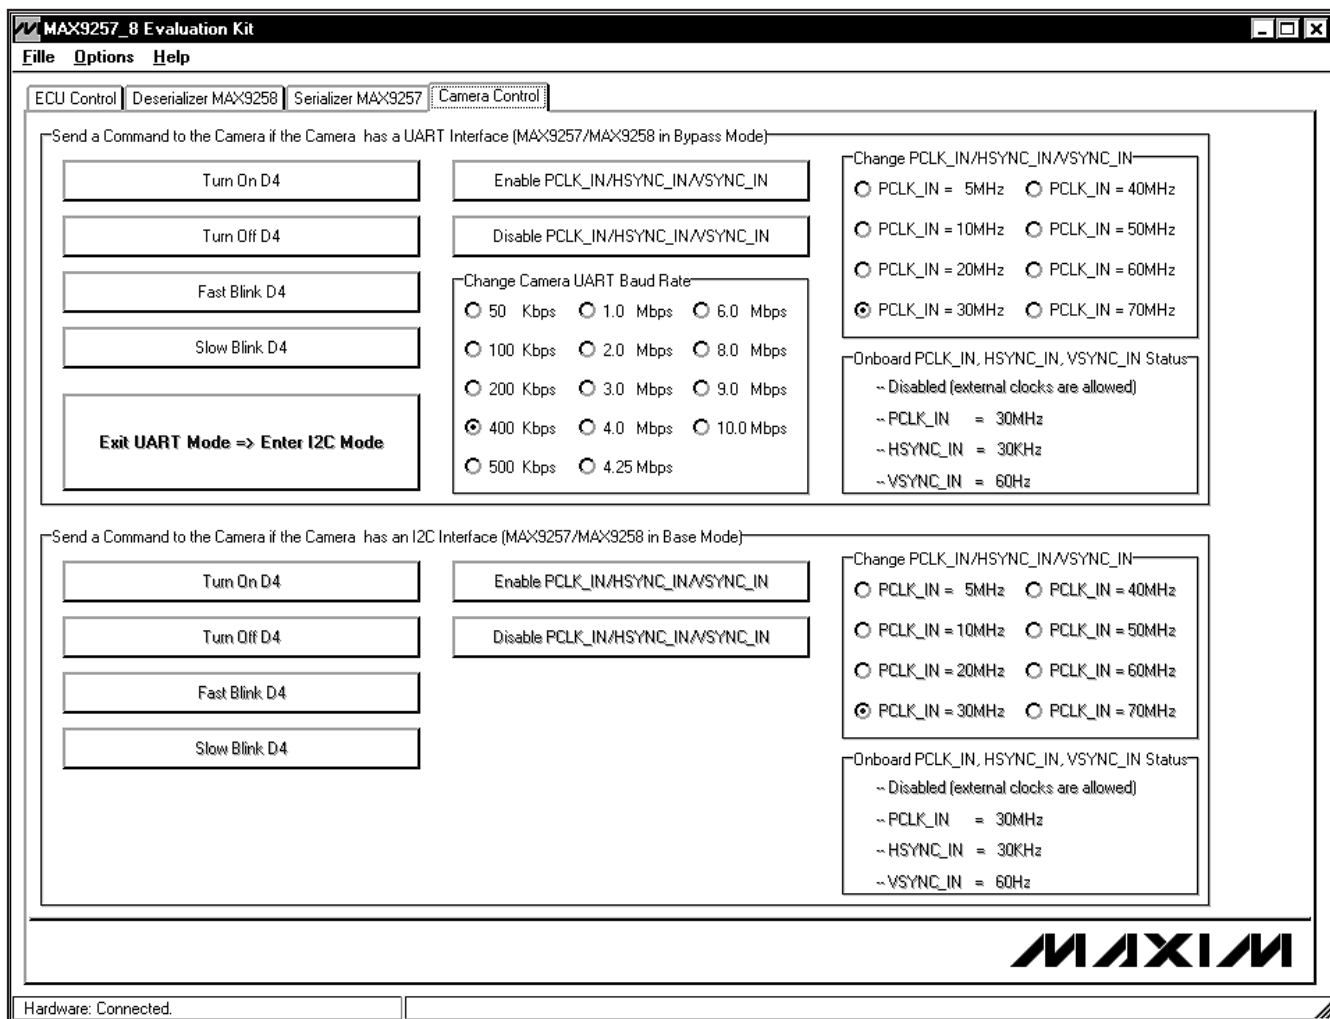 MAX9257_8 Evaluation Kit
Fille Options Help
ECU Control Deserializer MAX9258 Serializer MAX9257 Camera Control
Send a Command to the Camera if the Camera has a UART Interface (MAX9257/MAX9258 in Bypass Mode)
Turn On D4
Turn Off D4
Fast Blink D4
Slow Blink D4
Exit UART Mode => Enter I2C Mode
Enable PCLK_IN/HSYNC_IN/VSYNC_IN
Disable PCLK_IN/HSYNC_IN/VSYNC_IN
Change Camera UART Baud Rate
50 Kbps 1.0 Mbps 6.0 Mbps
100 Kbps 2.0 Mbps 8.0 Mbps
200 Kbps 3.0 Mbps 9.0 Mbps
400 Kbps 4.0 Mbps 10.0 Mbps
500 Kbps 4.25 Mbps
Change PCLK_IN/HSYNC_IN/VSYNC_IN
PCLK_IN = 5MHz PCLK_IN = 40MHz
PCLK_IN = 10MHz PCLK_IN = 50MHz
PCLK_IN = 20MHz PCLK_IN = 60MHz
PCLK_IN = 30MHz PCLK_IN = 70MHz
Onboard PCLK_IN, HSYNC_IN, VSYNC_IN Status
-- Disabled (external clocks are allowed)
-- PCLK_IN = 30MHz
-- HSYNC_IN = 30KHz
-- VSYNC_IN = 60Hz
Send a Command to the Camera if the Camera has an I2C Interface (MAX9257/MAX9258 in Base Mode)
Turn On D4
Turn Off D4
Fast Blink D4
Slow Blink D4
Enable PCLK_IN/HSYNC_IN/VSYNC_IN
Disable PCLK_IN/HSYNC_IN/VSYNC_IN
Change PCLK_IN/HSYNC_IN/VSYNC_IN
PCLK_IN = 5MHz PCLK_IN = 40MHz
PCLK_IN = 10MHz PCLK_IN = 50MHz
PCLK_IN = 20MHz PCLK_IN = 60MHz
PCLK_IN = 30MHz PCLK_IN = 70MHz
Onboard PCLK_IN, HSYNC_IN, VSYNC_IN Status
-- Disabled (external clocks are allowed)
-- PCLK_IN = 30MHz
-- HSYNC_IN = 30KHz
-- VSYNC_IN = 60Hz
MAXIM
Hardware: Connected.